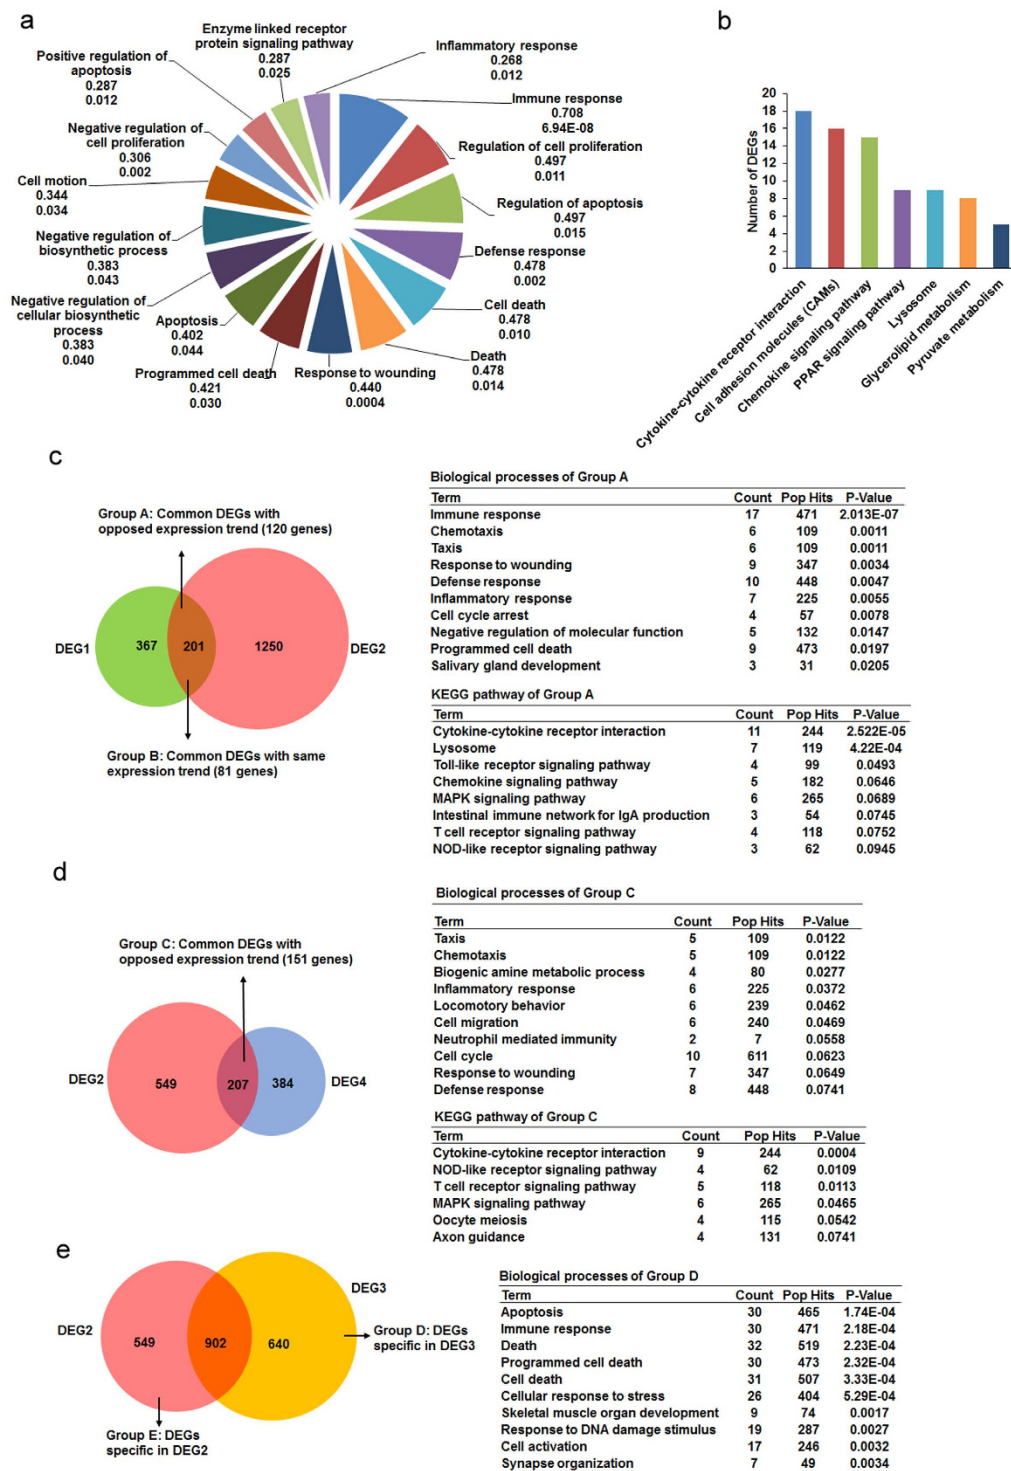 a
Enzyme linked receptor
protein signaling pathway
0.287
0.025
Inflammatory response
0.268
0.012
Positive regulation of
apoptosis
0.287
0.012
Immune response
0.708
6.94E-08
Negative regulation of
cell proliferation
0.306
0.002
Regulation of cell proliferation
0.497
0.011
Cell motion
0.344
0.034
Regulation of apoptosis
0.497
0.015
Negative regulation of
biosynthetic process
0.383
0.043
Defense response
0.478
0.002
Negative regulation of
cellular biosynthetic
process
0.383
0.040
Cell death
0.478
0.010
Apoptosis
0.402
0.044
Death
0.478
0.014
Programmed cell death
0.421
0.030
Response to wounding
0.440
0.0004
b
Number of DEGs
20
18
16
14
12
10
8
6
4
2
0
Cytokine-cytokine receptor interaction
Cell adhesion molecules (CAMs)
Chemokine signaling pathway
PPAR signaling pathway
Lysosome
Glycerolipid metabolism
Pyruvate metabolism
c
Group A: Common DEGs with
opposed expression trend (120 genes)
DEG1 367 201 1250 DEG2
Group B: Common DEGs with same
expression trend (81 genes)
Biological processes of Group A
Term Count Pop Hits P-Value
Immune response 17 471 2.013E-07
Chemotaxis 6 109 0.0011
Taxis 6 109 0.0011
Response to wounding 9 347 0.0034
Defense response 10 448 0.0047
Inflammatory response 7 225 0.0055
Cell cycle arrest 4 57 0.0078
Negative regulation of molecular function 5 132 0.0147
Programmed cell death 9 473 0.0197
Salivary gland development 3 31 0.0205
KEGG pathway of Group A
Term Count Pop Hits P-Value
Cytokine-cytokine receptor interaction 11 244 2.522E-05
Lysosome 7 119 4.22E-04
Toll-like receptor signaling pathway 4 99 0.0493
Chemokine signaling pathway 5 182 0.0646
MAPK signaling pathway 6 265 0.0689
Intestinal immune network for IgA production 3 54 0.0745
T cell receptor signaling pathway 4 118 0.0752
NOD-like receptor signaling pathway 3 62 0.0945
d
Group C: Common DEGs with
opposed expression trend (151 genes)
DEG2 549 207 384 DEG4
Biological processes of Group C
Term Count Pop Hits P-Value
Taxis 5 109 0.0122
Chemotaxis 5 109 0.0122
Biogenic amine metabolic process 4 80 0.0277
Inflammatory response 6 225 0.0372
Locomotory behavior 6 239 0.0462
Cell migration 6 240 0.0469
Neutrophil mediated immunity 2 7 0.0558
Cell cycle 10 611 0.0623
Response to wounding 7 347 0.0649
Defense response 8 448 0.0741
KEGG pathway of Group C
Term Count Pop Hits P-Value
Cytokine-cytokine receptor interaction 9 244 0.0004
NOD-like receptor signaling pathway 4 62 0.0109
T cell receptor signaling pathway 5 118 0.0113
MAPK signaling pathway 6 265 0.0465
Oocyte meiosis 4 115 0.0542
Axon guidance 4 131 0.0741
e
DEG2 549 902 640 DEG3
Group D: DEGs
specific in DEG3
Group E: DEGs
specific in DEG2
Biological processes of Group D
Term Count Pop Hits P-Value
Apoptosis 30 465 1.74E-04
Immune response 30 471 2.18E-04
Death 32 519 2.23E-04
Programmed cell death 30 473 2.32E-04
Cell death 31 507 3.33E-04
Cellular response to stress 26 404 5.29E-04
Skeletal muscle organ development 9 74 0.0017
Response to DNA damage stimulus 19 287 0.0027
Cell activation 17 246 0.0032
Synapse organization 7 49 0.0034